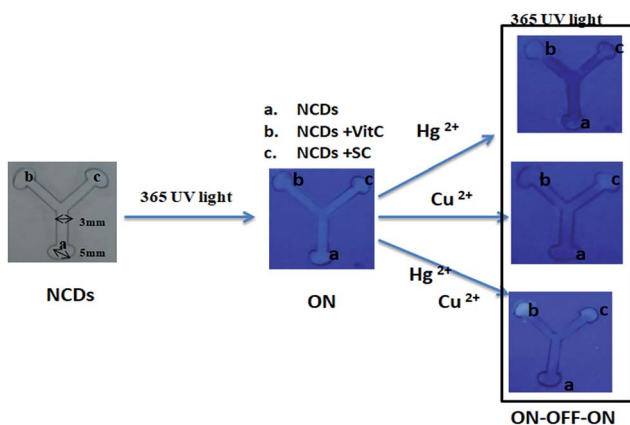 365 UV light
b
c
a
a. NCDs
b. NCDs +VitC
c. NCDs +SC
Hg 2+
b
c
3mm
a
5mm
NCDs
365 UV light
b
c
a
ON
Cu 2+
b
c
a
Hg 2+
Cu 2+
b
c
a
ON-OFF-ON